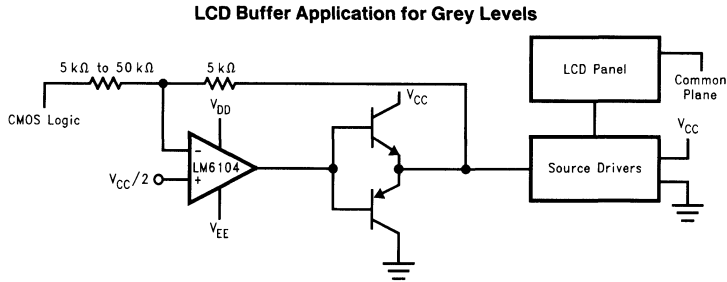 LCD Buffer Application for Grey Levels
5 kΩ to 50 kΩ
5 kΩ
CMOS Logic
V_DD
V_CC
LCD Panel
Common
Plane
-
LM6104
+
V_CC/2
V_EE
V_CC
Source Drivers